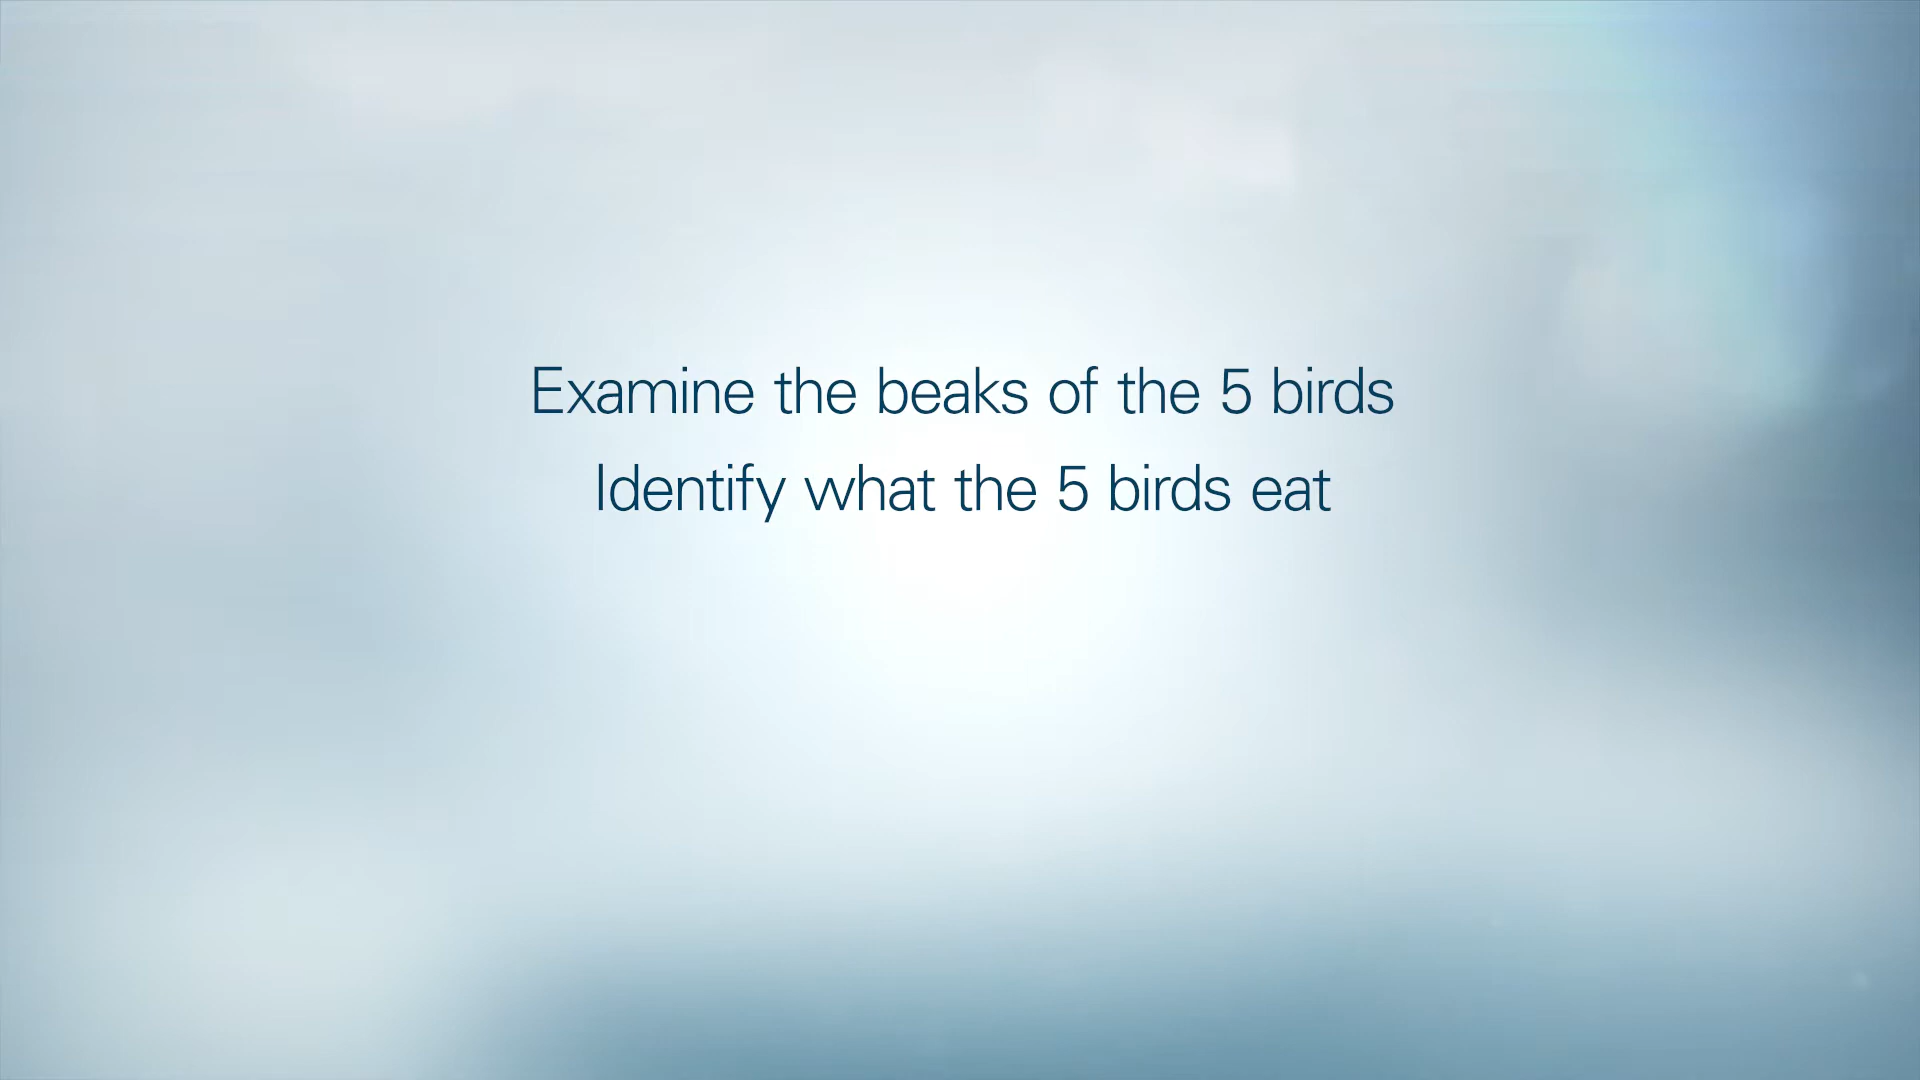 Examine the beaks of the 5 birds
Identify what the 5 birds eat